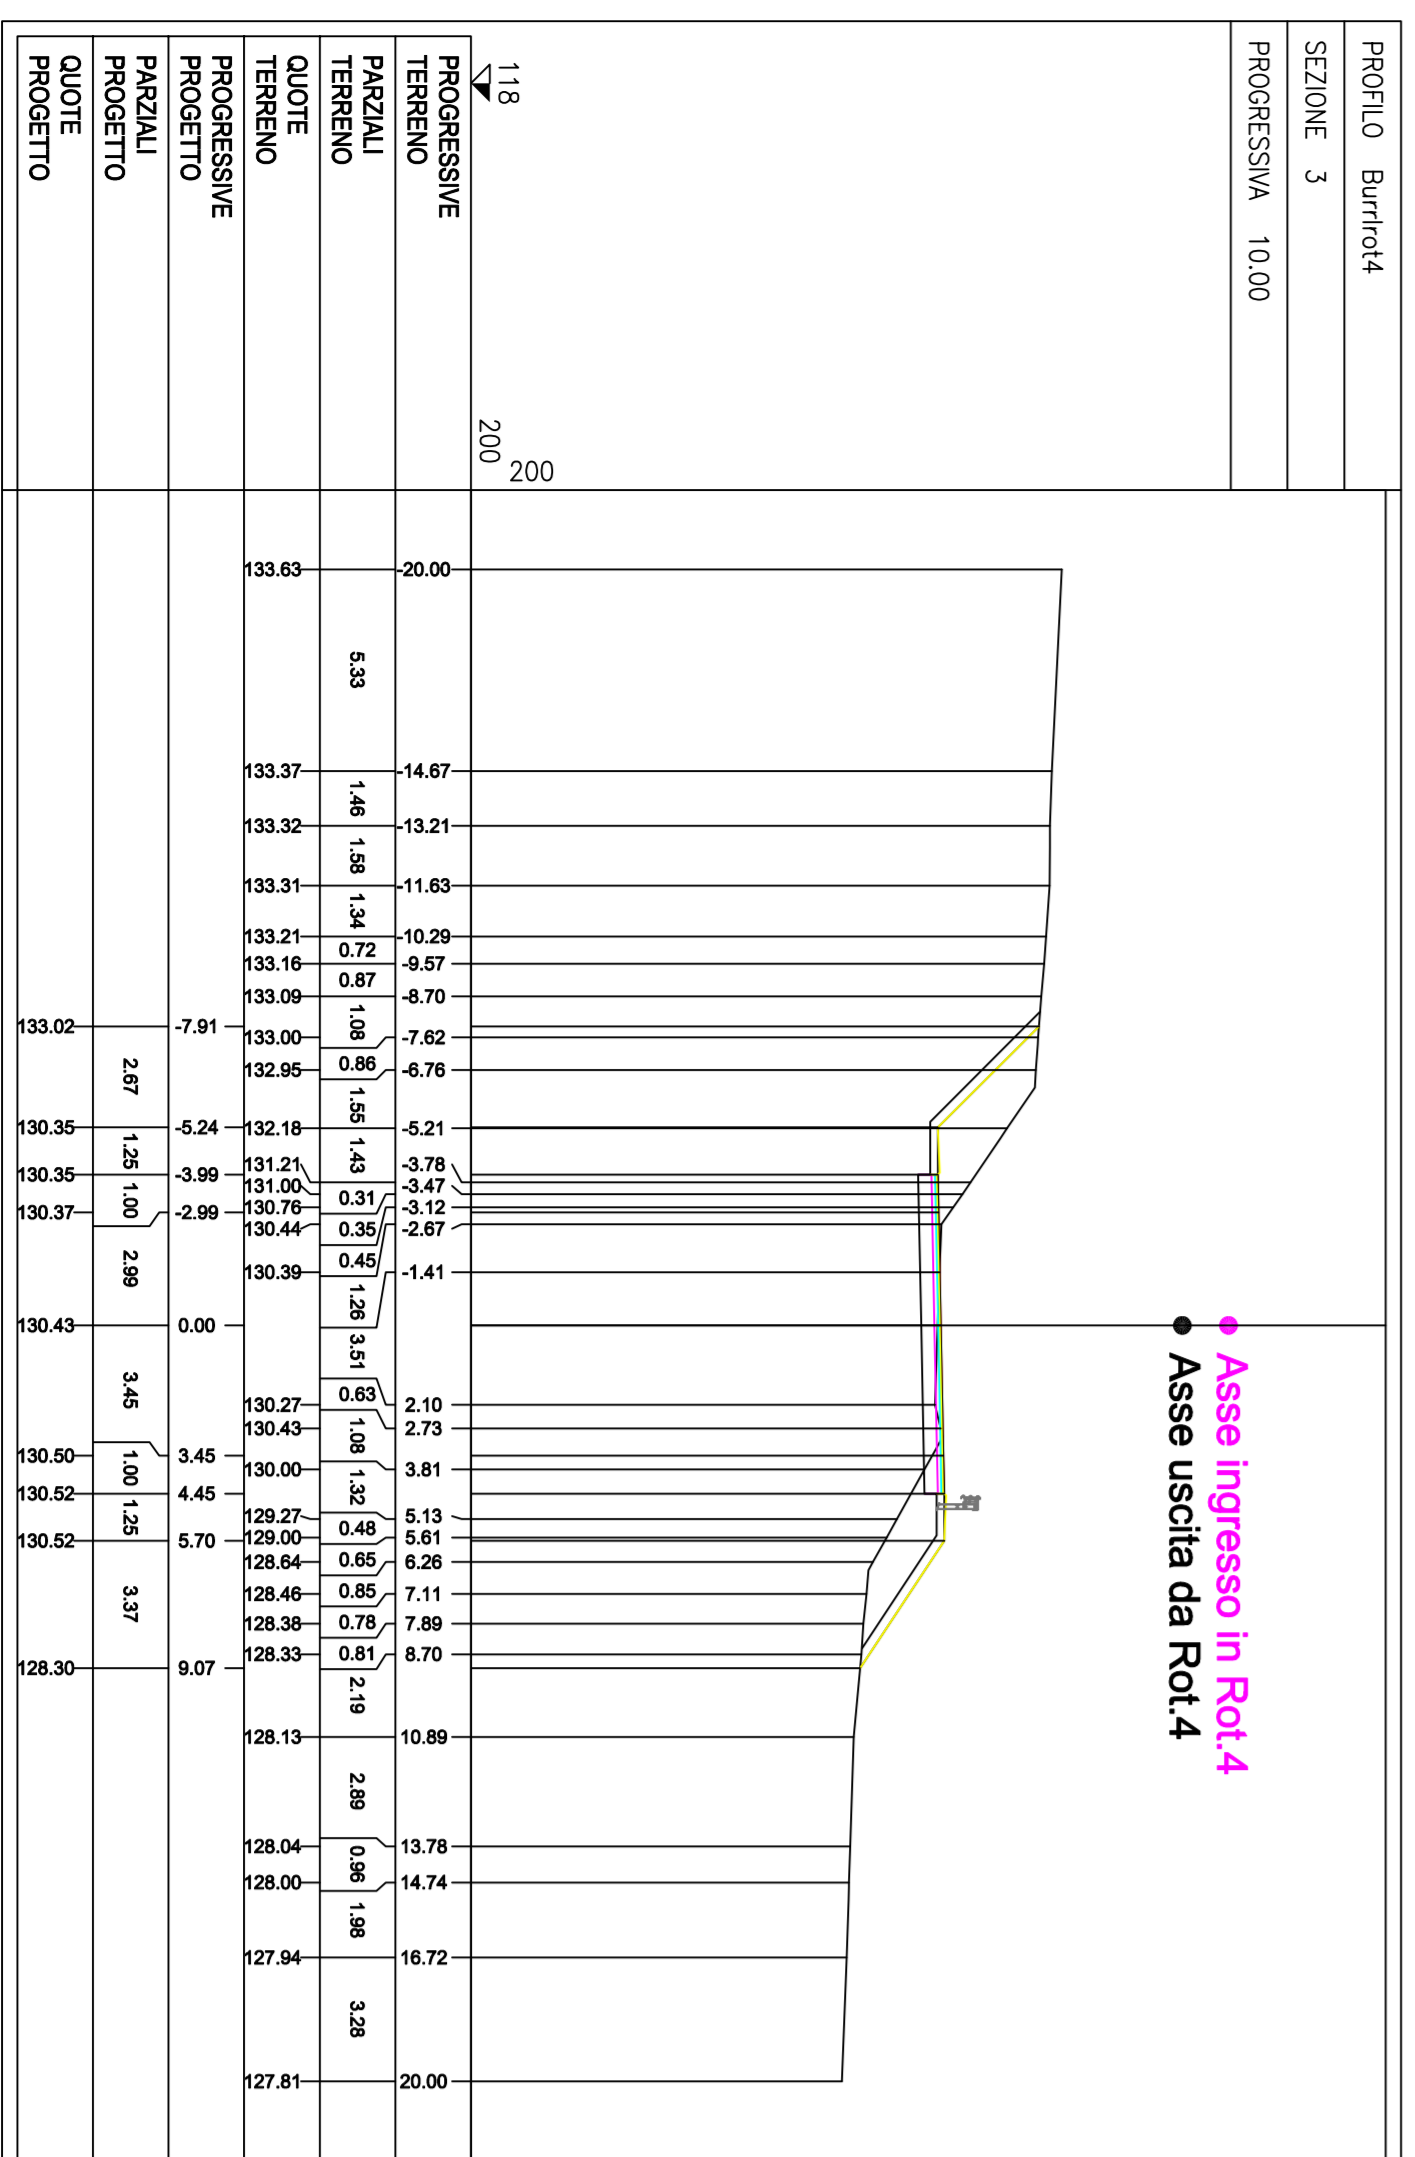 PROFILO BurrIrot4
SEZIONE 3
PROGRESSIVA 10.00
Asse ingresso in Rot.4
Asse uscita da Rot.4
200
200
118
PROGRESSIVE
TERRENO
-20.00 -14.67 -13.21 -11.63 -10.29 -9.57 -8.70 -7.62 -6.76 -5.21 -3.78 -3.47 -3.12 -2.67 -1.41 2.10 2.73 3.81 5.13 5.61 6.26 7.11 7.89 8.70 10.89 13.78 14.74 16.72 20.00
PARZIALI
TERRENO
5.33 1.46 1.58 1.34 0.72 0.87 1.08 0.86 1.55 1.43 0.31 0.35 0.45 1.26 3.51 0.63 1.08 1.32 0.48 0.65 0.85 0.78 0.81 2.19 2.89 0.96 1.98 3.28
QUOTE
TERRENO
133.63 133.37 133.32 133.31 133.21 133.16 133.09 133.00 132.95 132.18 131.21 131.00 130.76 130.44 130.39 130.27 130.43 130.00 129.27 129.00 128.64 128.46 128.38 128.33 128.13 128.04 128.00 127.94 127.81
PROGRESSIVE
PROGETTO
-7.91 -5.24 -3.99 -2.99 0.00 3.45 4.45 5.70 9.07
PARZIALI
PROGETTO
2.67 1.25 1.00 2.99 3.45 1.00 1.25 3.37
QUOTE
PROGETTO
133.02 130.35 130.35 130.37 130.43 130.50 130.52 130.52 128.30